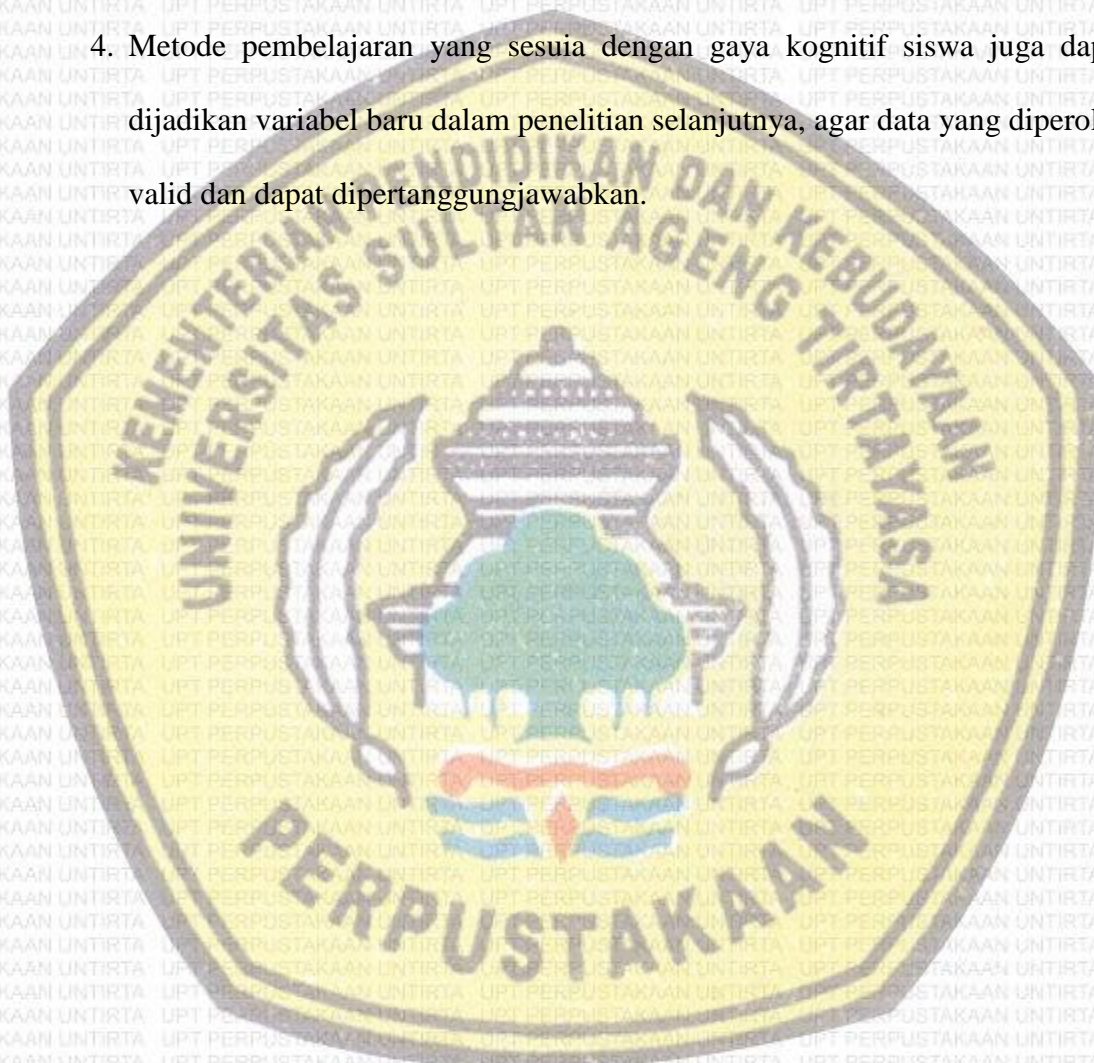 4. Metode pembelajaran yang sesuia dengan gaya kognitif siswa juga dap
dijadikan variabel baru dalam penelitian selanjutnya, agar data yang diperol
valid dan dapat dipertanggungjawabkan.
KEMENTERIAN PENDIDIKAN DAN KEBUDAYAAN
UNIVERSITAS SULTAN AGENG TIRTAYASA
PERPUSTAKAAN